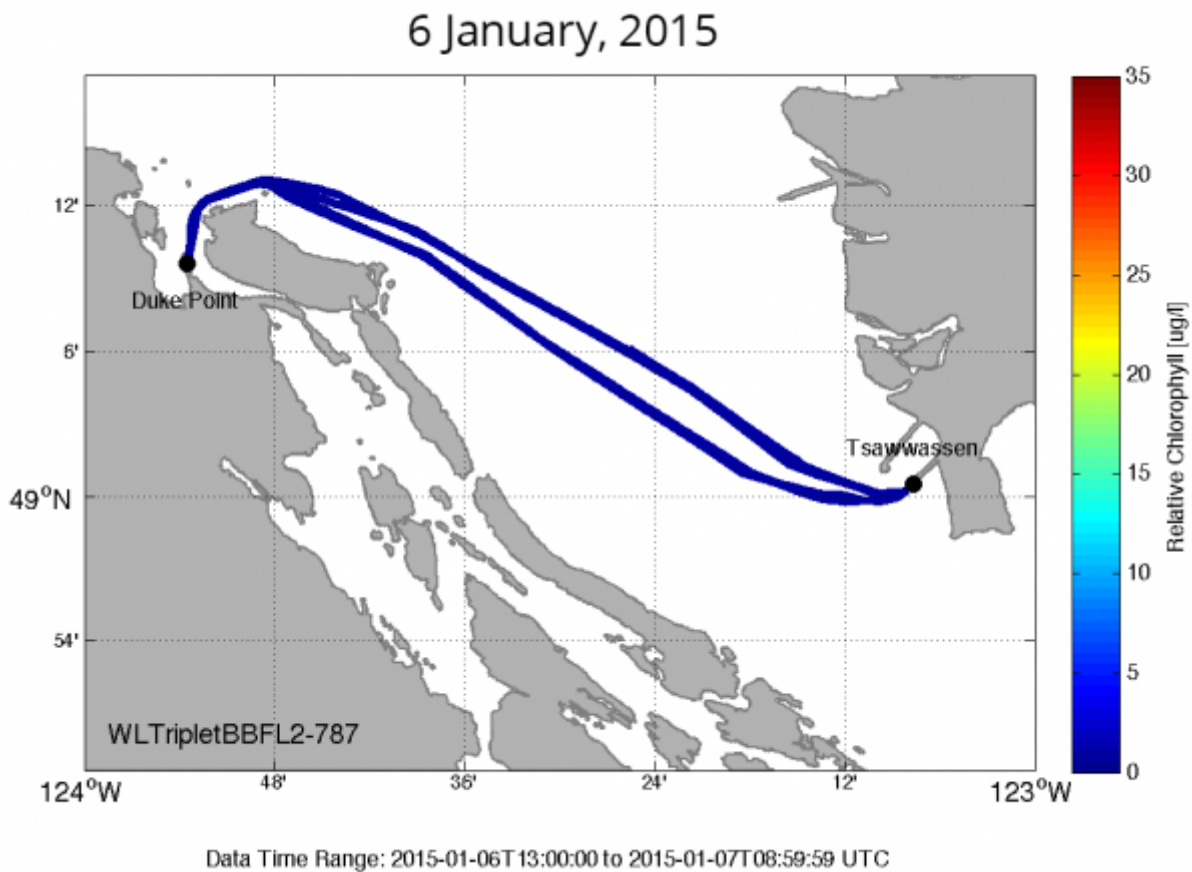 6 January, 2015
35
30
25
20
15
10
5
0
Relative Chlorophyll [ug/l]
12'
6'
49°N
54'
Duke Point
Tsawwassen
WLTripletBBFL2-787
124°W
48'
36'
24'
12'
123°W
Data Time Range: 2015-01-06T13:00:00 to 2015-01-07T08:59:59 UTC